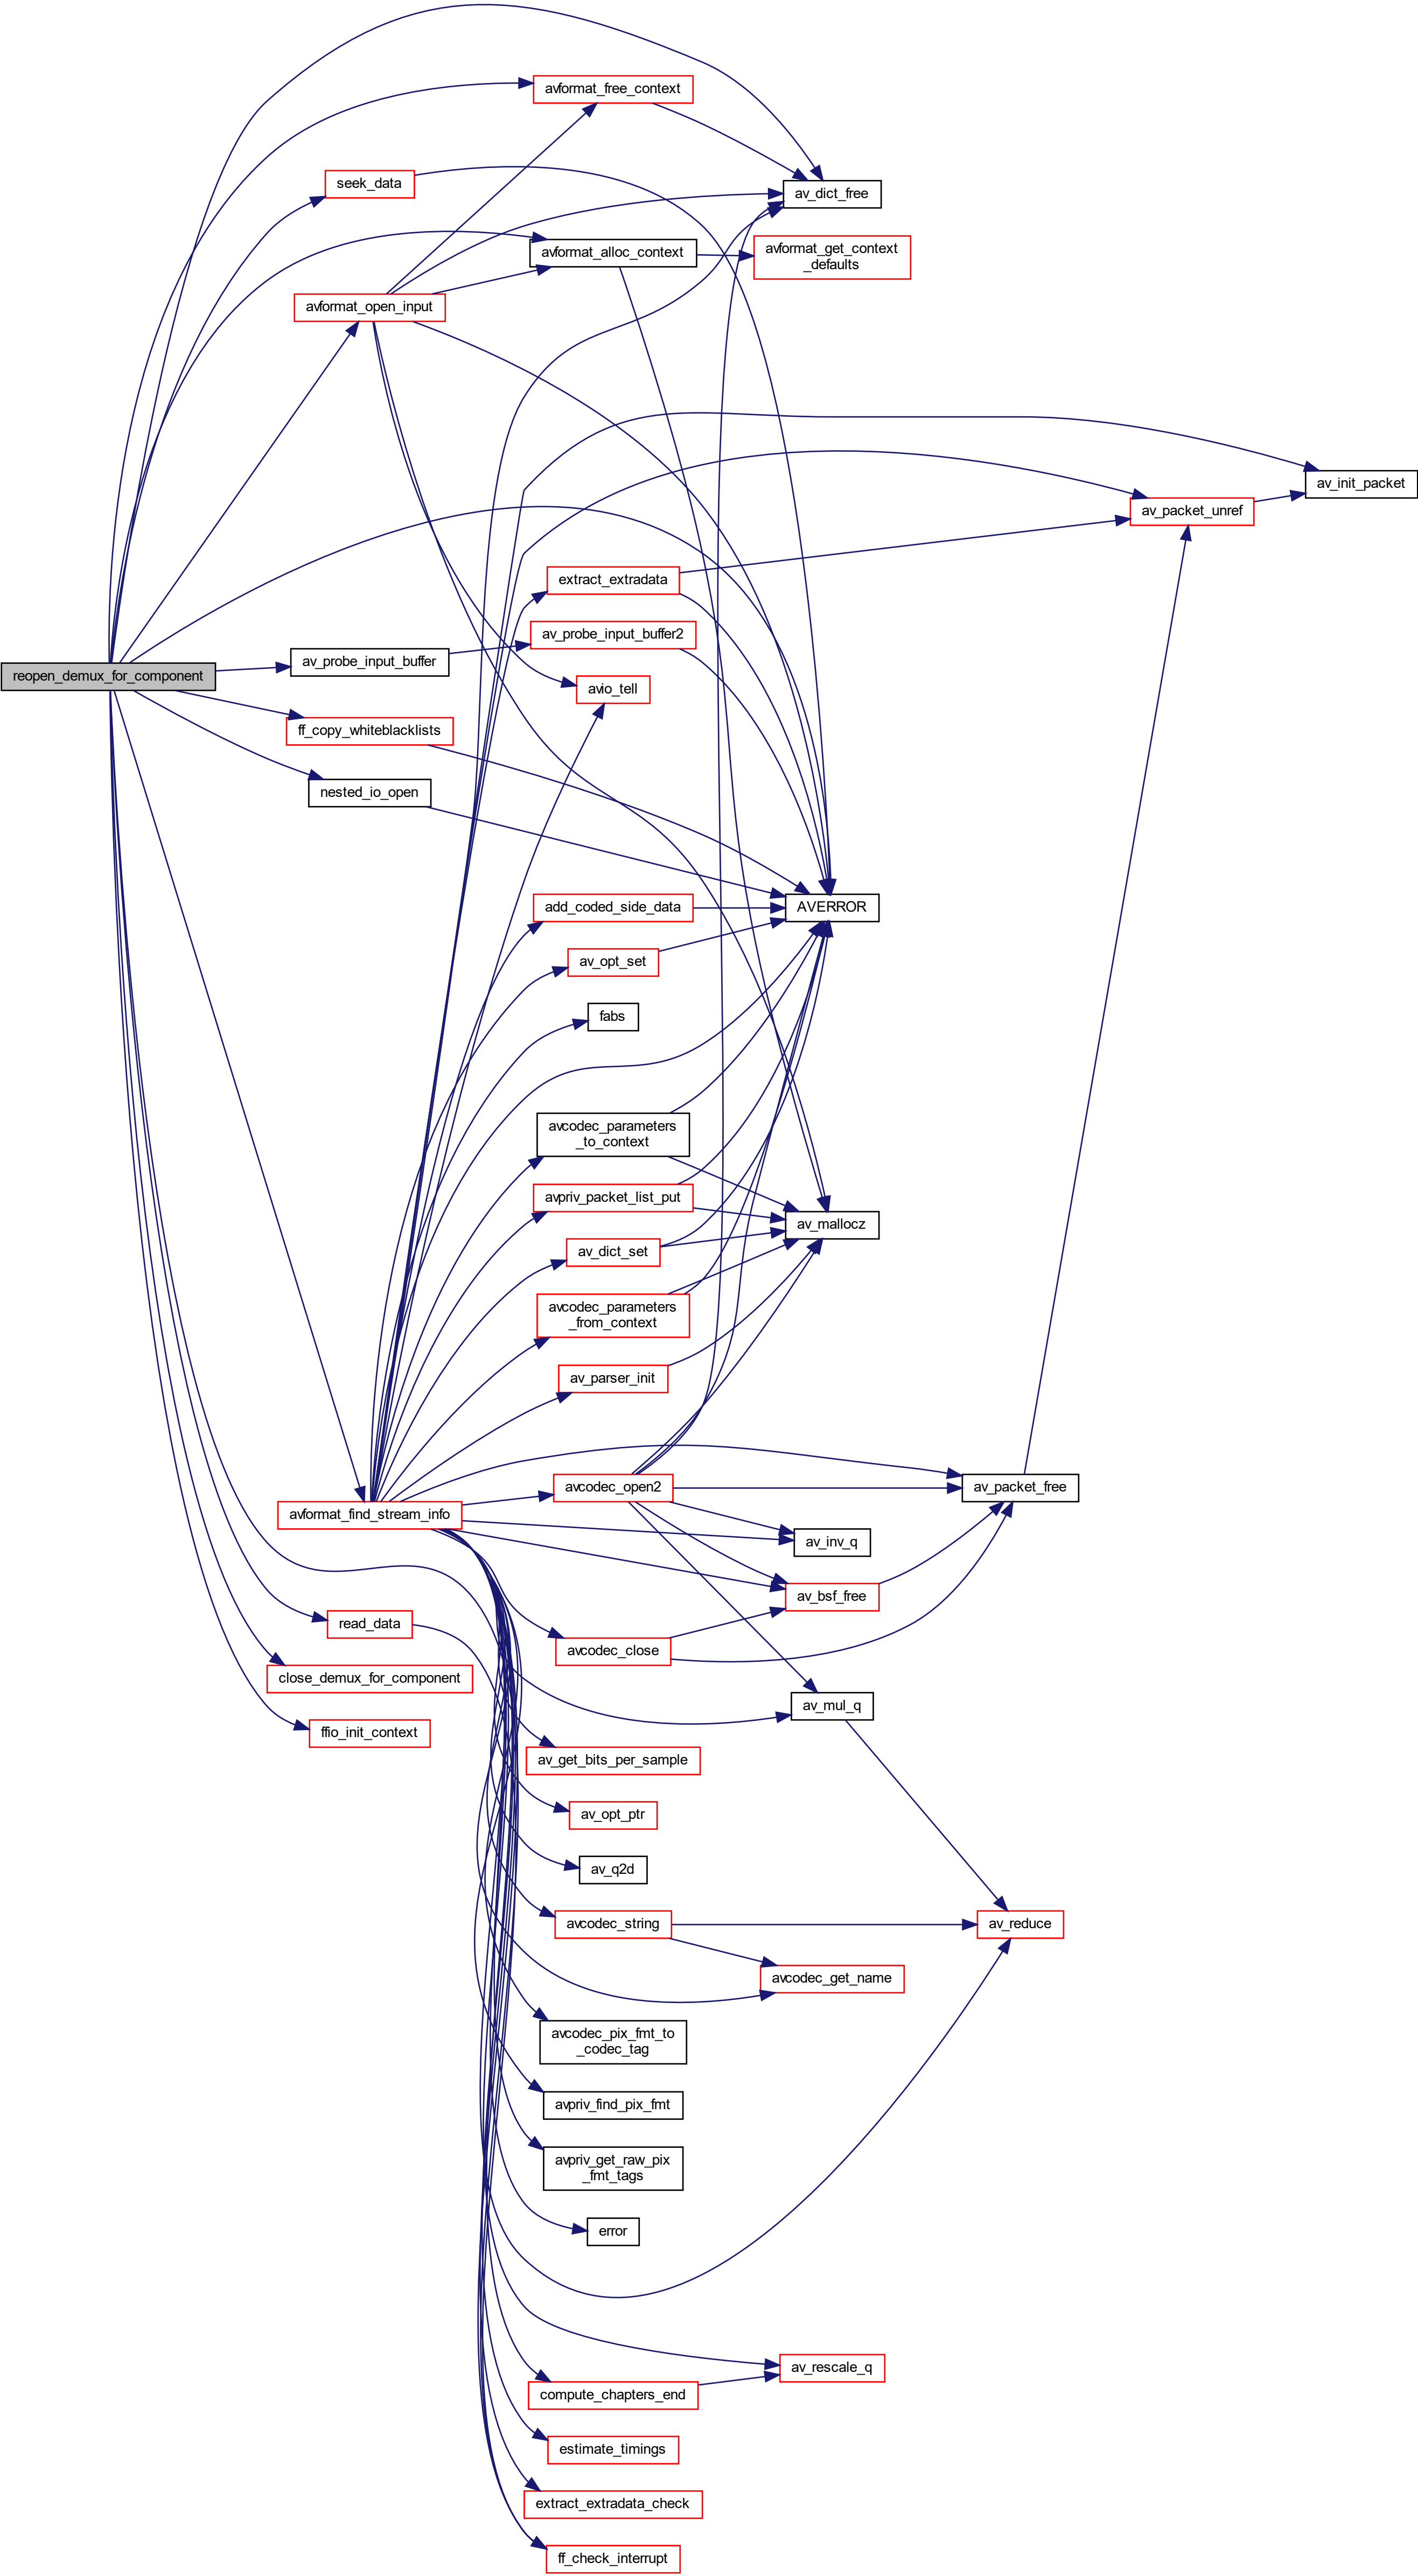 avformat_free_context
seek_data
av_dict_free
avformat_alloc_context
avformat_get_context
_defaults
avformat_open_input
av_init_packet
av_packet_unref
extract_extradata
av_probe_input_buffer2
av_probe_input_buffer
reopen_demux_for_component
avio_tell
ff_copy_whiteblacklists
nested_io_open
add_coded_side_data
AVERROR
av_opt_set
fabs
avcodec_parameters
_to_context
avpriv_packet_list_put
av_mallocz
av_dict_set
avcodec_parameters
_from_context
av_parser_init
avcodec_open2
av_packet_free
avformat_find_stream_info
av_inv_q
av_bsf_free
read_data
avcodec_close
close_demux_for_component
av_mul_q
ffio_init_context
av_get_bits_per_sample
av_opt_ptr
av_q2d
avcodec_string
av_reduce
avcodec_get_name
avcodec_pix_fmt_to
_codec_tag
avpriv_find_pix_fmt
avpriv_get_raw_pix
_fmt_tags
error
av_rescale_q
compute_chapters_end
estimate_timings
extract_extradata_check
ff_check_interrupt